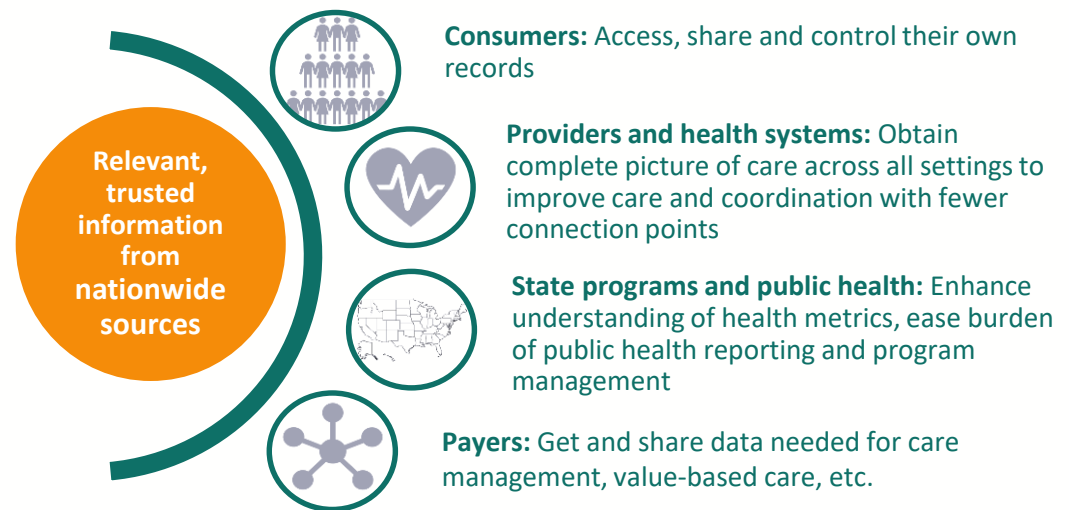 Relevant,
trusted
information
from
nationwide
sources
Consumers: Access, share and control their own
records
Providers and health systems: Obtain
complete picture of care across all settings to
improve care and coordination with fewer
connection points
State programs and public health: Enhance
understanding of health metrics, ease burden
of public health reporting and program
management
Payers: Get and share data needed for care
management, value-based care, etc.